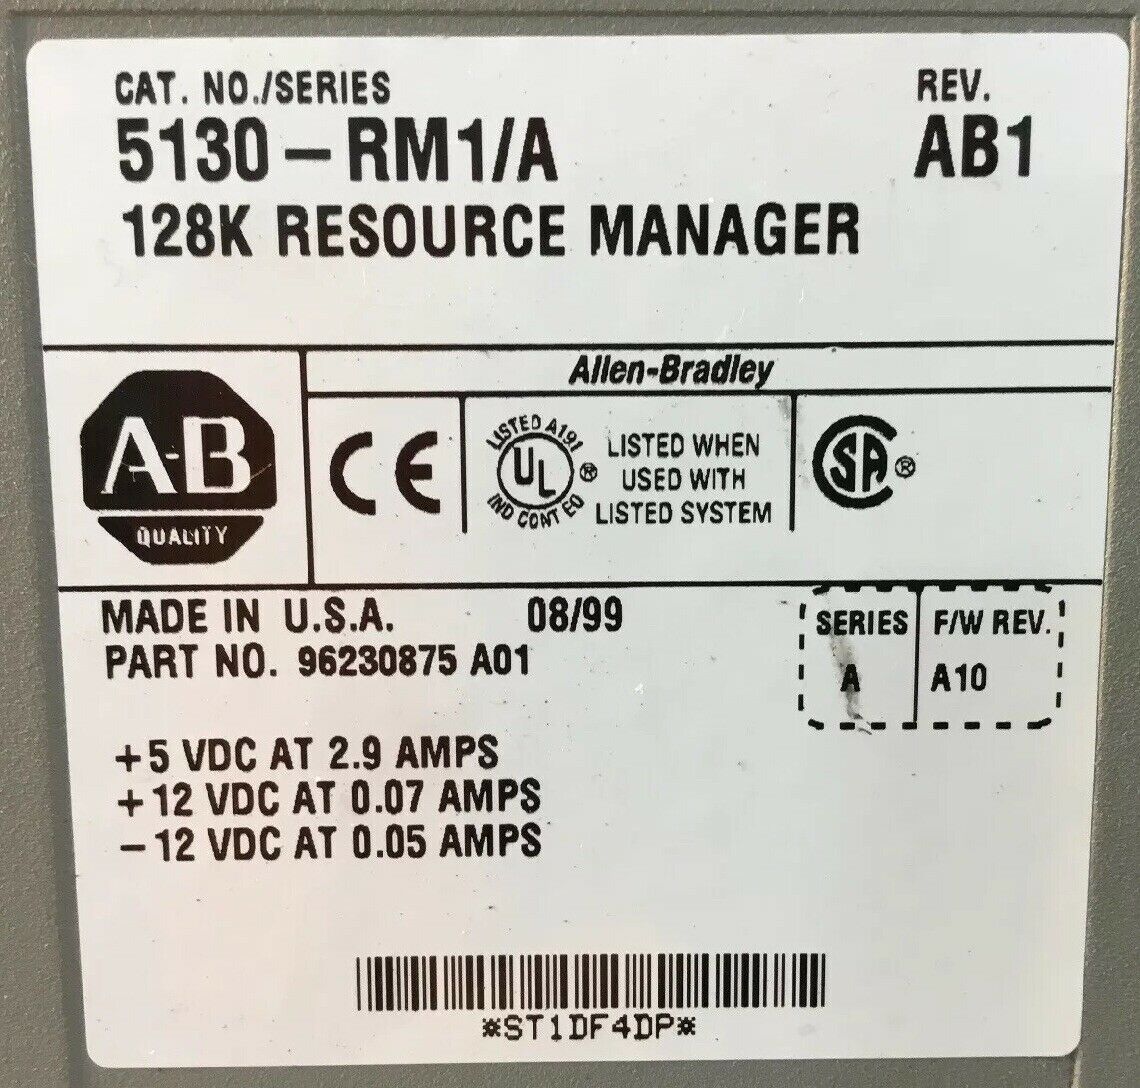 CAT. NO./SERIES
REV.
5130-RM1/A
AB1
128K RESOURCE MANAGER
Allen-Bradley
A-B
QUALITY
CE
LISTED A191
UL
®
IND CONT EQ
LISTED WHEN
USED WITH
LISTED SYSTEM
SA ®
MADE IN U.S.A. 08/99
PART NO. 96230875 A01
SERIES
A
F/W REV.
A10
+5 VDC AT 2.9 AMPS
+12 VDC AT 0.07 AMPS
-12 VDC AT 0.05 AMPS
*ST1DF4DP*